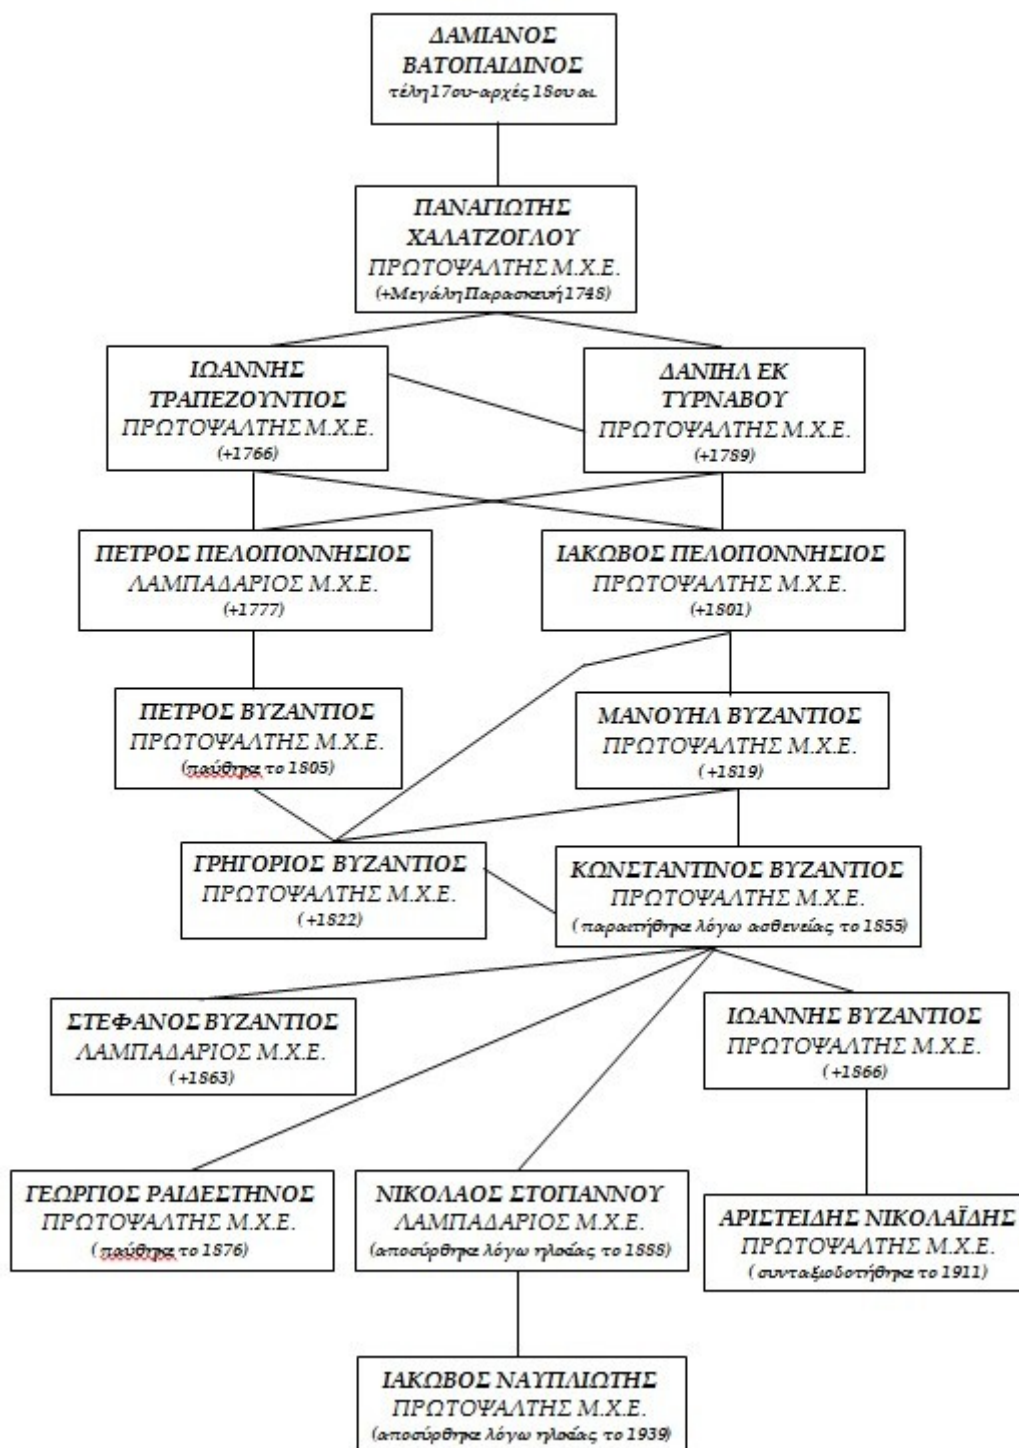 ΔΑΜΙΑΝΟΣ
ΒΑΤΟΠΑΙΔΙΝΟΣ
τέλη 17ου-αρχές 18ου αι.
ΠΑΝΑΓΙΩΤΗΣ
ΧΑΛΑΤΖΟΓΛΟΥ
ΠΡΩΤΟΨΑΛΤΗΣ Μ.Χ.Ε.
(+Μεγάλη Παρασκευή 1748)
ΙΩΑΝΝΗΣ
ΤΡΑΠΕΖΟΥΝΤΙΟΣ
ΠΡΩΤΟΨΑΛΤΗΣ Μ.Χ.Ε.
(+1766)
ΔΑΝΙΗΛ ΕΚ
ΤΥΡΝΑΒΟΥ
ΠΡΩΤΟΨΑΛΤΗΣ Μ.Χ.Ε.
(+1789)
ΠΕΤΡΟΣ ΠΕΛΟΠΟΝΝΗΣΙΟΣ
ΛΑΜΠΑΔΑΡΙΟΣ Μ.Χ.Ε.
(+1777)
ΙΑΚΩΒΟΣ ΠΕΛΟΠΟΝΝΗΣΙΟΣ
ΠΡΩΤΟΨΑΛΤΗΣ Μ.Χ.Ε.
(+1801)
ΠΕΤΡΟΣ ΒΥΖΑΝΤΙΟΣ
ΠΡΩΤΟΨΑΛΤΗΣ Μ.Χ.Ε.
(παύθηκε το 1805)
ΜΑΝΟΥΗΛ ΒΥΖΑΝΤΙΟΣ
ΠΡΩΤΟΨΑΛΤΗΣ Μ.Χ.Ε.
(+1819)
ΓΡΗΓΟΡΙΟΣ ΒΥΖΑΝΤΙΟΣ
ΠΡΩΤΟΨΑΛΤΗΣ Μ.Χ.Ε.
(+1822)
ΚΩΝΣΤΑΝΤΙΝΟΣ ΒΥΖΑΝΤΙΟΣ
ΠΡΩΤΟΨΑΛΤΗΣ Μ.Χ.Ε.
(παραιτήθηκε λόγω ασθενείας, το 1855)
ΣΤΕΦΑΝΟΣ ΒΥΖΑΝΤΙΟΣ
ΛΑΜΠΑΔΑΡΙΟΣ Μ.Χ.Ε.
(+1863)
ΙΩΑΝΝΗΣ ΒΥΖΑΝΤΙΟΣ
ΠΡΩΤΟΨΑΛΤΗΣ Μ.Χ.Ε.
(+1866)
ΓΕΩΡΓΙΟΣ ΡΑΙΔΕΣΤΗΝΟΣ
ΠΡΩΤΟΨΑΛΤΗΣ Μ.Χ.Ε.
(παύθηκε το 1876)
ΝΙΚΟΛΑΟΣ ΣΤΟΓΙΑΝΝΟΥ
ΛΑΜΠΑΔΑΡΙΟΣ Μ.Χ.Ε.
(αποσύρθηκε λόγω ηλικίας, το 1888)
ΑΡΙΣΤΕΙΔΗΣ ΝΙΚΟΛΑΪΔΗΣ
ΠΡΩΤΟΨΑΛΤΗΣ Μ.Χ.Ε.
(συνταξιοδοτήθηκε το 1911)
ΙΑΚΩΒΟΣ ΝΑΥΠΛΙΩΤΗΣ
ΠΡΩΤΟΨΑΛΤΗΣ Μ.Χ.Ε.
(αποσύρθηκε λόγω ηλικίας, το 1939)